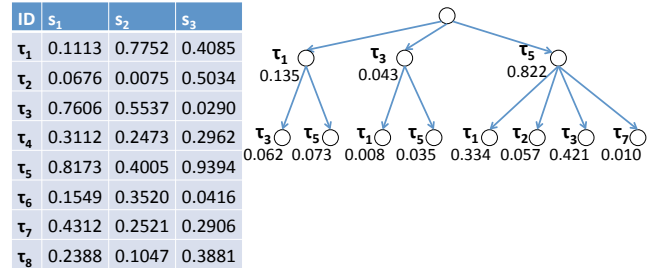 ID s₁ s₂ s₃
τ₁ 0.1113 0.7752 0.4085
τ₂ 0.0676 0.0075 0.5034
τ₃ 0.7606 0.5537 0.0290
τ₄ 0.3112 0.2473 0.2962
τ₅ 0.8173 0.4005 0.9394
τ₆ 0.1549 0.3520 0.0416
τ₇ 0.4312 0.2521 0.2906
τ₈ 0.2388 0.1047 0.3881
τ₁ τ₃ τ₅
0.135 0.043 0.822
τ₃ τ₅ τ₁ τ₅ τ₁ τ₂ τ₃ τ₇
0.062 0.073 0.008 0.035 0.334 0.057 0.421 0.010